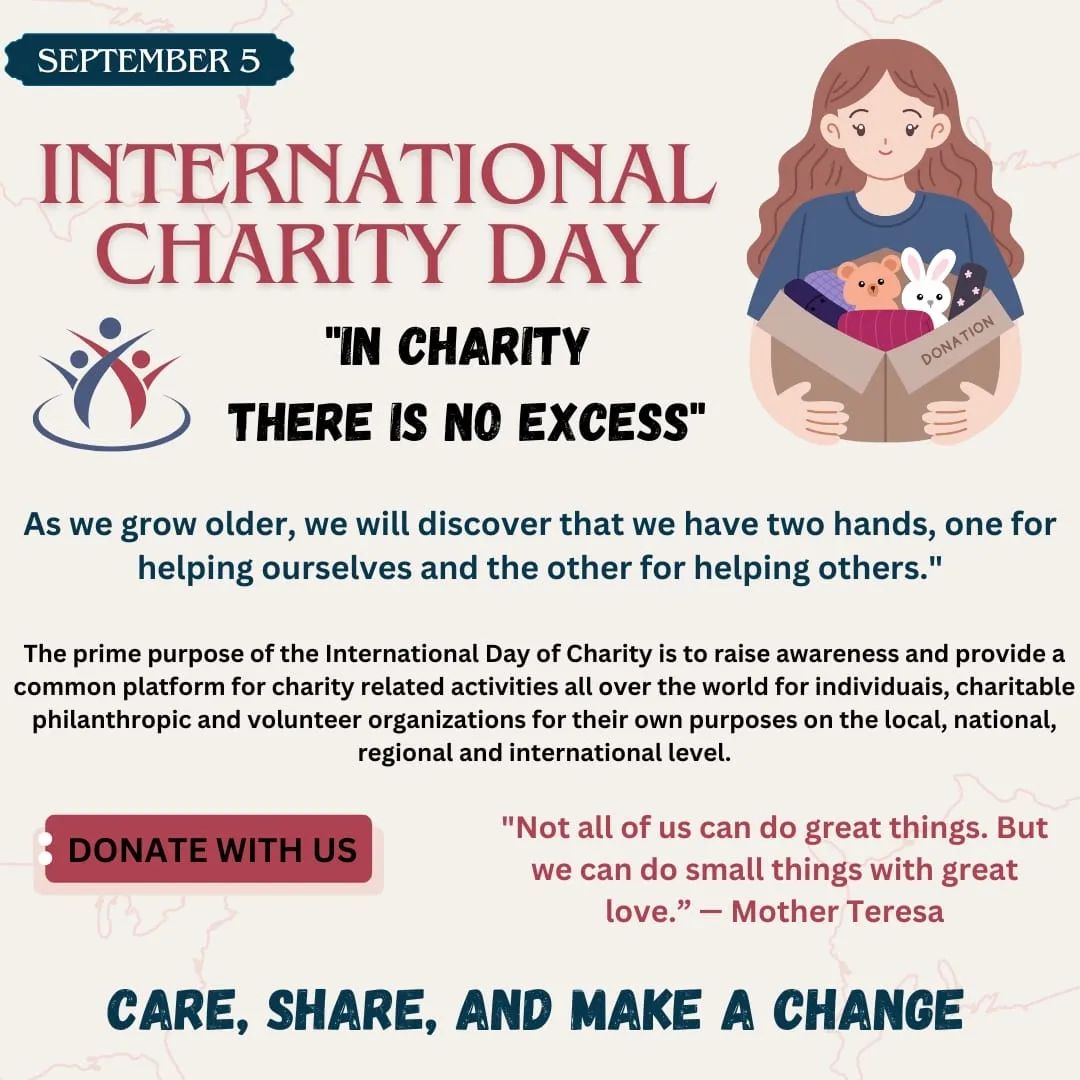 SEPTEMBER 5
INTERNATIONAL
CHARITY DAY
"IN CHARITY
THERE IS NO EXCESS"
DONATION
As we grow older, we will discover that we have two hands, one for
helping ourselves and the other for helping others."
The prime purpose of the International Day of Charity is to raise awareness and provide a
common platform for charity related activities all over the world for individuais, charitable
philanthropic and volunteer organizations for their own purposes on the local, national,
regional and international level.
DONATE WITH US
"Not all of us can do great things. But
we can do small things with great
love.” — Mother Teresa
CARE, SHARE, AND MAKE A CHANGE